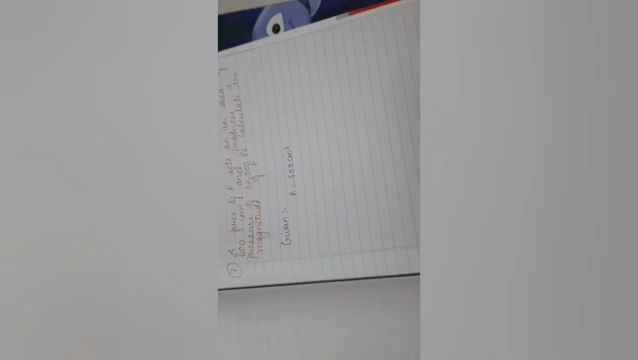 7 A force of F acts on an area of
600 cm² and produces a
pressure of 12,500 Pa Calculate the
magnitude of F
Given :-
A = 600 cm²